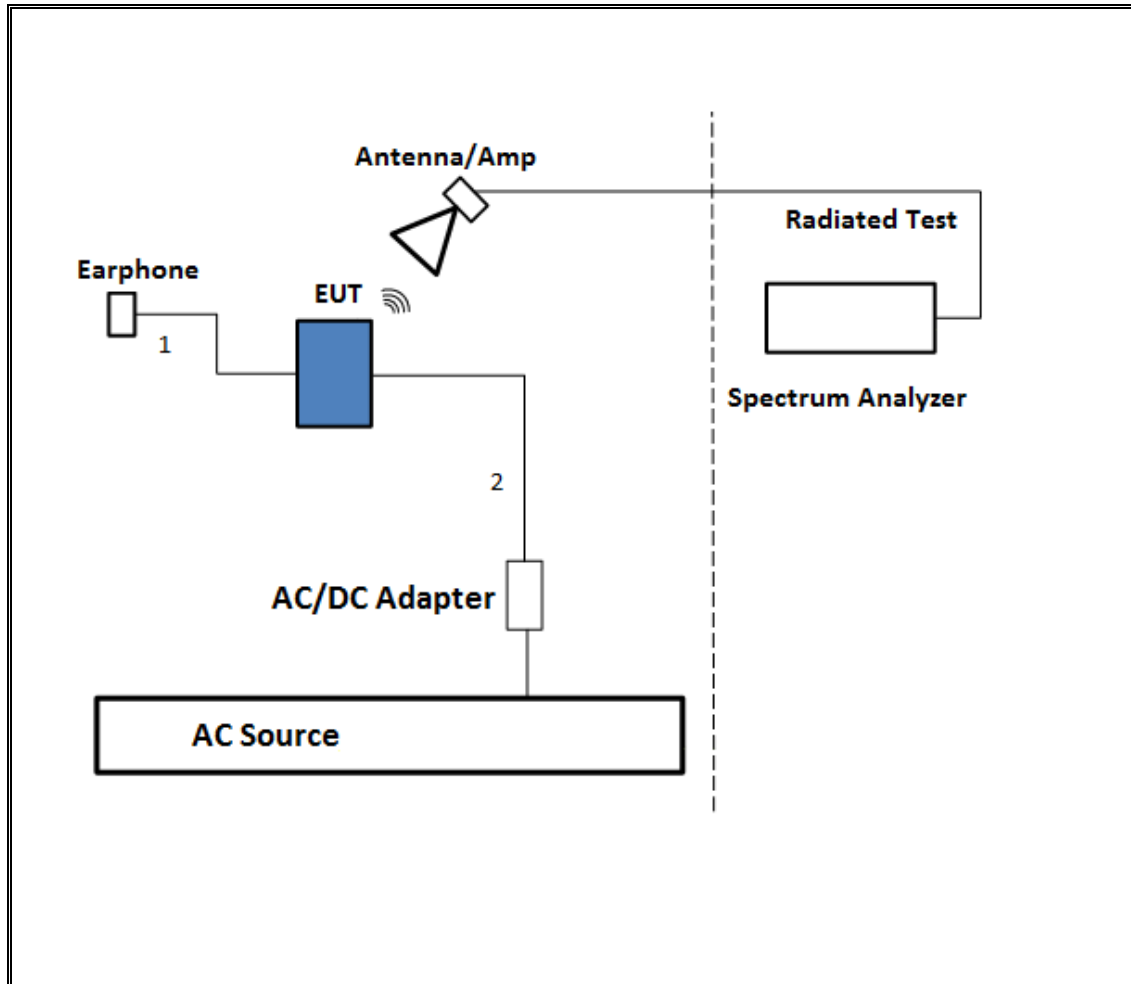 Antenna/Amp
Radiated Test
Earphone
EUT
1
Spectrum Analyzer
2
AC/DC Adapter
AC Source